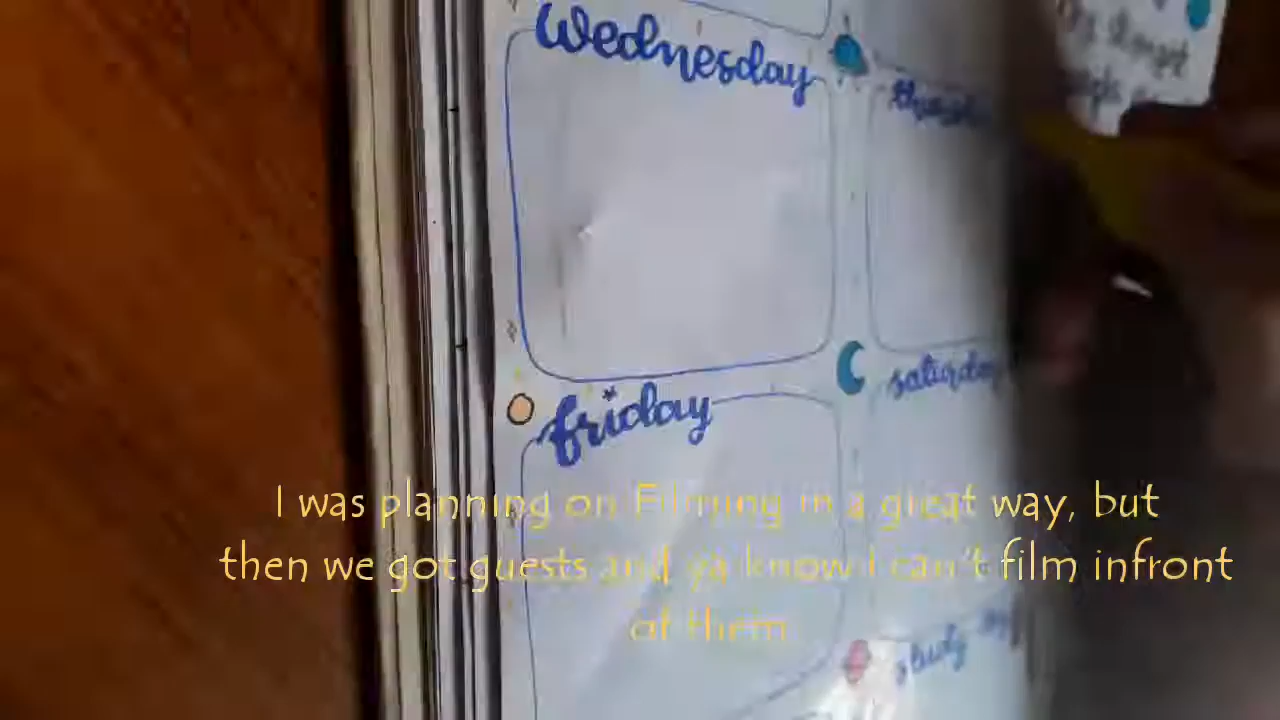 Wednesday
friday
saturday
study
I was planning on Filming in a great way, but
then we got guests and ya know I can't film infront
of them